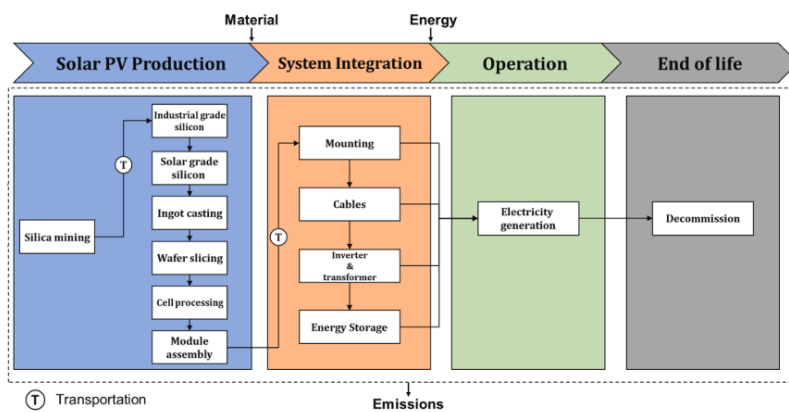 Material
Energy
Solar PV Production
System Integration
Operation
End of life
Industrial grade
silicon
T
Solar grade
silicon
Ingot casting
Silica mining
Wafer slicing
Cell processing
Module
assembly
Mounting
Cables
T
Inverter
&
transformer
Energy Storage
Electricity
generation
Decommission
T Transportation
Emissions